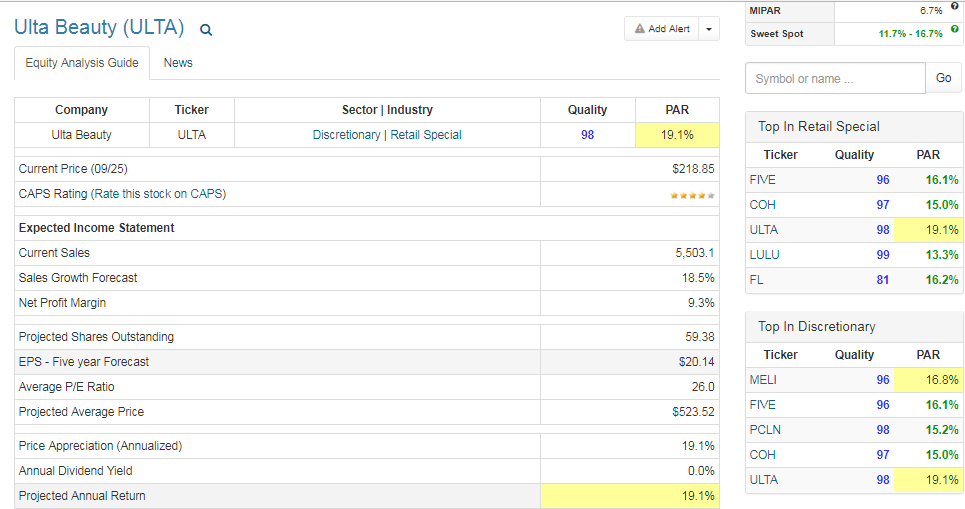 Ulta Beauty (ULTA)
Add Alert
Equity Analysis Guide News
Company Ticker Sector | Industry Quality PAR
Ulta Beauty ULTA Discretionary | Retail Special 98 19.1%
Current Price (09/25) $218.85
CAPS Rating (Rate this stock on CAPS)
Expected Income Statement
Current Sales 5,503.1
Sales Growth Forecast 18.5%
Net Profit Margin 9.3%
Projected Shares Outstanding 59.38
EPS - Five year Forecast $20.14
Average P/E Ratio 26.0
Projected Average Price $523.52
Price Appreciation (Annualized) 19.1%
Annual Dividend Yield 0.0%
Projected Annual Return 19.1%
MIPAR 6.7% ?
Sweet Spot 11.7% - 16.7% ?
Symbol or name ... Go
Top In Retail Special
Ticker Quality PAR
FIVE 96 16.1%
COH 97 15.0%
ULTA 98 19.1%
LULU 99 13.3%
FL 81 16.2%
Top In Discretionary
Ticker Quality PAR
MELI 96 16.8%
FIVE 96 16.1%
PCLN 98 15.2%
COH 97 15.0%
ULTA 98 19.1%